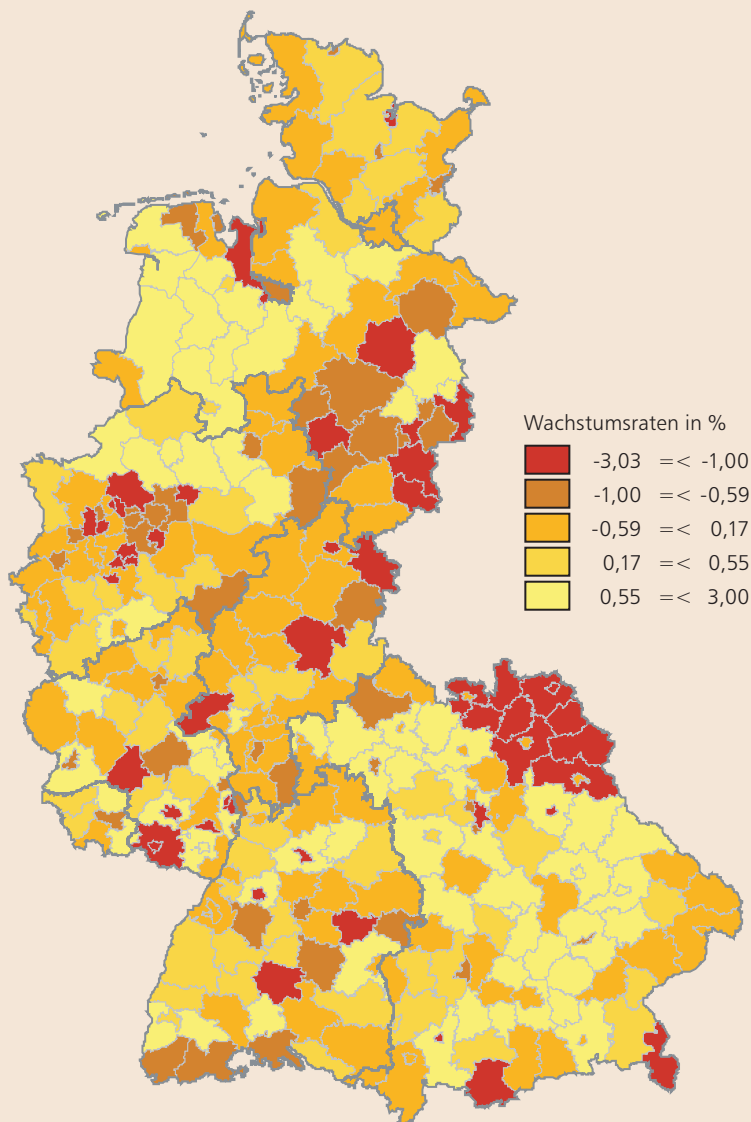 Wachstumsraten in %
-3,03 =< -1,00
-1,00 =< -0,59
-0,59 =< 0,17
0,17 =< 0,55
0,55 =< 3,00